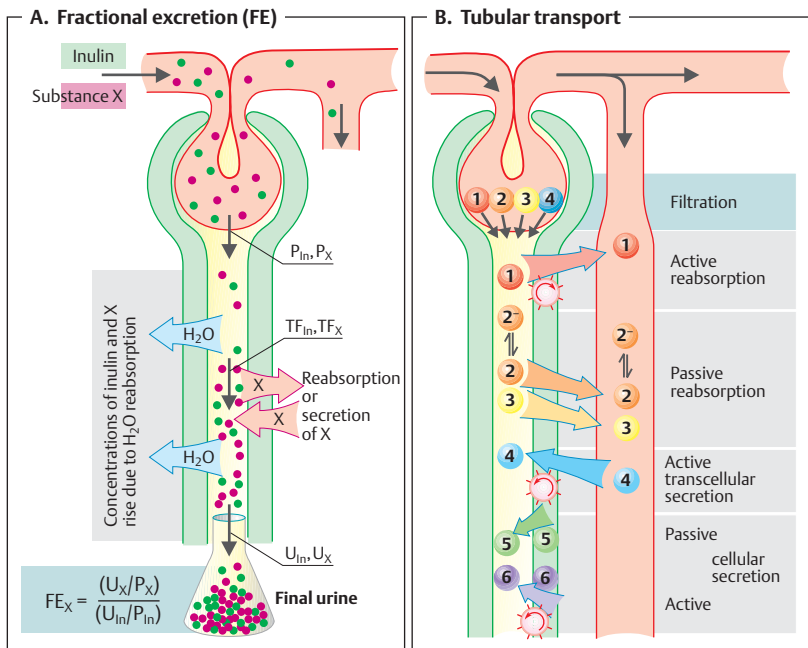 A. Fractional excretion (FE)
Inulin
Substance X
P_In, P_X
Concentrations of inulin and X
rise due to H₂O reabsorption
H₂O
TF_In, TF_X
X
Reabsorption
or
secretion
of X
X
H₂O
U_In, U_X
FE_X = (U_X/P_X)
(U_In/P_In)
Final urine
B. Tubular transport
1 2 3 4
Filtration
1
1
Active
reabsorption
2⁻
2⁻
2
2
3
3
Passive
reabsorption
4
4
Active
transcellular
secretion
5 5
Passive
cellular
secretion
6 6
Active